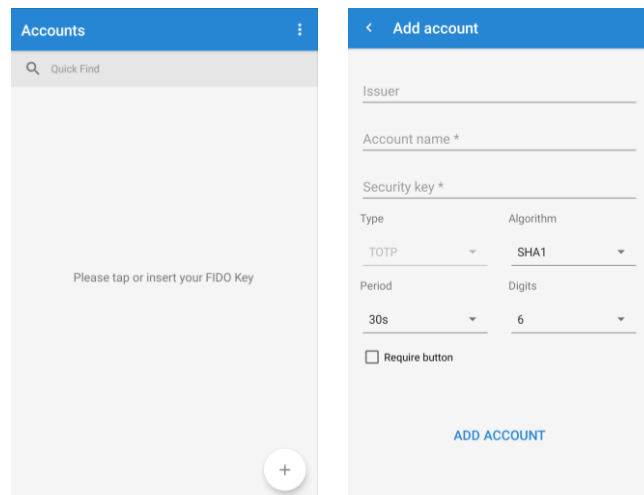 Accounts
Quick Find
Please tap or insert your FIDO Key
Add account
Issuer
Account name *
Security key *
Type Algorithm
TOTP SHA1
Period Digits
30s 6
Require button
ADD ACCOUNT